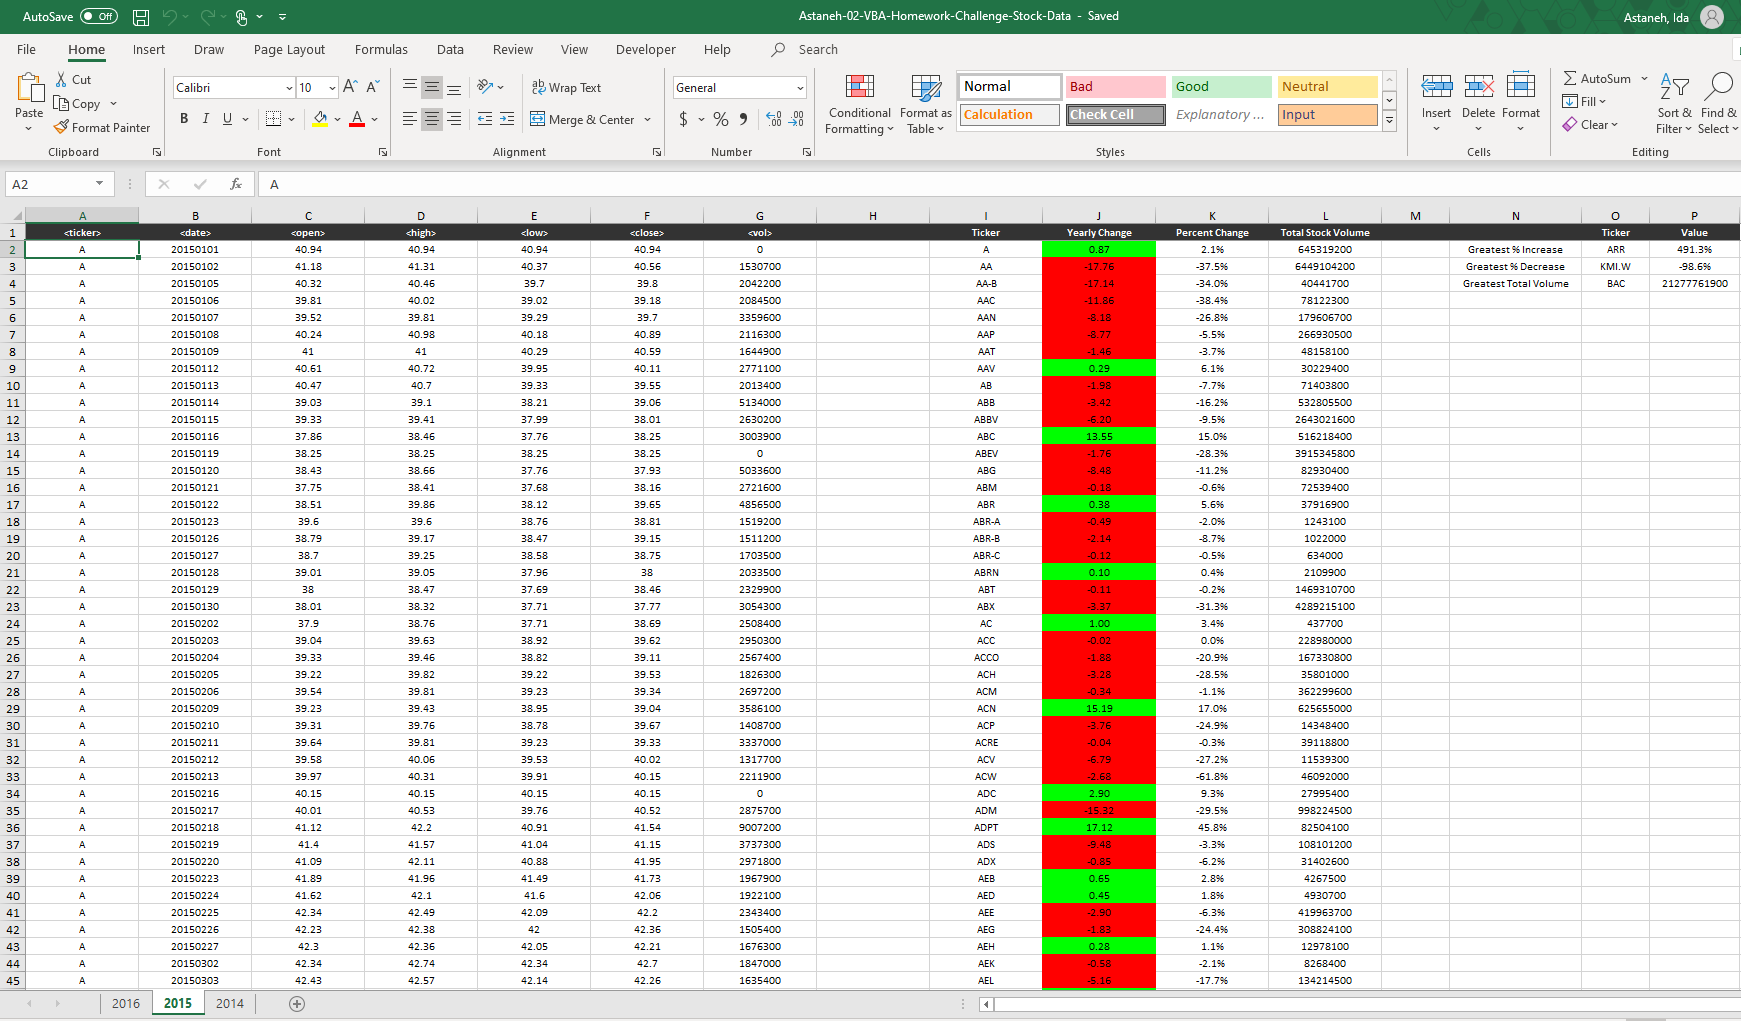 AutoSave Off Astaneh-02-VBA-Homework-Challenge-Stock-Data - Saved Astaneh, Ida
File Home Insert Draw Page Layout Formulas Data Review View Developer Help Search
Paste Cut Copy Format Painter Clipboard
Calibri 10 A A B I U A Font
ab Wrap Text Merge & Center Alignment
General $ % Number
Conditional Formatting Format as Table Normal Bad Good Neutral Calculation Check Cell Explanatory ... Input Styles
Insert Delete Format Cells
AutoSum Fill Clear Sort & Filter Find & Select Editing
A2 fx A
A B C D E F G H I J K L M N O P
1 <ticker> <date> <open> <high> <low> <close> <vol> Ticker Yearly Change Percent Change Total Stock Volume Ticker Value
2 A 20150101 40.94 40.94 40.94 40.94 0 A 0.87 2.1% 645319200 Greatest % Increase ARR 491.3%
3 A 20150102 41.18 41.31 40.37 40.56 1530700 AA -17.76 -37.5% 6449104200 Greatest % Decrease KMI.W -98.6%
4 A 20150105 40.32 40.46 39.7 39.8 2042200 AA-B -17.14 -34.0% 40441700 Greatest Total Volume BAC 21277761900
5 A 20150106 39.81 40.02 39.02 39.18 2084500 AAC -11.86 -38.4% 78122300
6 A 20150107 39.52 39.81 39.29 39.7 3359600 AAN -8.18 -26.8% 179606700
7 A 20150108 40.24 40.98 40.18 40.89 2116300 AAP -8.77 -5.5% 266930500
8 A 20150109 41 41 40.29 40.59 1644900 AAT -1.46 -3.7% 48158100
9 A 20150112 40.61 40.72 39.95 40.11 2771100 AAV 0.29 6.1% 30229400
10 A 20150113 40.47 40.7 39.33 39.55 2013400 AB -1.98 -7.7% 71403800
11 A 20150114 39.03 39.1 38.21 39.06 5134000 ABB -3.42 -16.2% 532805500
12 A 20150115 39.33 39.41 37.99 38.01 2630200 ABBV -6.20 -9.5% 2643021600
13 A 20150116 37.86 38.46 37.76 38.25 3003900 ABC 13.55 15.0% 516218400
14 A 20150119 38.25 38.25 38.25 38.25 0 ABEV -1.76 -28.3% 3915345800
15 A 20150120 38.43 38.66 37.76 37.93 5033600 ABG -8.48 -11.2% 82930400
16 A 20150121 37.75 38.41 37.68 38.16 2721600 ABM -0.18 -0.6% 72539400
17 A 20150122 38.51 39.86 38.12 39.65 4856500 ABR 0.38 5.6% 37916900
18 A 20150123 39.6 39.6 38.76 38.81 1519200 ABR-A -0.49 -2.0% 1243100
19 A 20150126 38.79 39.17 38.47 39.15 1511200 ABR-B -2.14 -8.7% 1022000
20 A 20150127 38.7 39.25 38.58 38.75 1703500 ABR-C -0.12 -0.5% 634000
21 A 20150128 39.01 39.05 37.96 38 2033500 ABRN 0.10 0.4% 2109900
22 A 20150129 38 38.47 37.69 38.46 2329900 ABT -0.11 -0.2% 1469310700
23 A 20150130 38.01 38.32 37.71 37.77 3054300 ABX -3.37 -31.3% 4289215100
24 A 20150202 37.9 38.76 37.71 38.69 2508400 AC 1.00 3.4% 437700
25 A 20150203 39.04 39.63 38.92 39.62 2950300 ACC -0.02 0.0% 228980000
26 A 20150204 39.33 39.46 38.82 39.11 2567400 ACCO -1.88 -20.9% 167330800
27 A 20150205 39.22 39.82 39.22 39.53 1826300 ACH -3.28 -28.5% 35801000
28 A 20150206 39.54 39.81 39.23 39.34 2697200 ACM -0.34 -1.1% 362299600
29 A 20150209 39.23 39.43 38.95 39.04 3586100 ACN 15.19 17.0% 625655000
30 A 20150210 39.31 39.76 38.78 39.67 1408700 ACP -3.76 -24.9% 14348400
31 A 20150211 39.64 39.81 39.23 39.33 3337000 ACRE -0.04 -0.3% 39118800
32 A 20150212 39.58 40.06 39.53 40.02 1317700 ACV -6.79 -27.2% 11539300
33 A 20150213 39.97 40.31 39.91 40.15 2211900 ACW -2.68 -61.8% 46092000
34 A 20150216 40.15 40.15 40.15 40.15 0 ADC 2.90 9.3% 27995400
35 A 20150217 40.01 40.53 39.76 40.52 2875700 ADM -15.32 -29.5% 998224500
36 A 20150218 41.12 42.2 40.91 41.54 9007200 ADPT 17.12 45.8% 82504100
37 A 20150219 41.4 41.57 41.04 41.15 3737300 ADS -9.48 -3.3% 108101200
38 A 20150220 41.09 42.11 40.88 41.95 2971800 ADX -0.85 -6.2% 31402600
39 A 20150223 41.89 41.96 41.49 41.73 1967900 AEB 0.65 2.8% 4267500
40 A 20150224 41.62 42.1 41.6 42.06 1922100 AED 0.45 1.8% 4930700
41 A 20150225 42.34 42.49 42.09 42.2 2343400 AEE -2.90 -6.3% 419963700
42 A 20150226 42.23 42.38 42 42.36 1505400 AEG -1.83 -24.4% 308824100
43 A 20150227 42.3 42.36 42.05 42.21 1676300 AEH 0.28 1.1% 12978100
44 A 20150302 42.34 42.74 42.34 42.7 1847000 AEK -0.58 -2.1% 8268400
45 A 20150303 42.43 42.57 42.14 42.26 1635400 AEL -5.16 -17.7% 134214500
2016 2015 2014